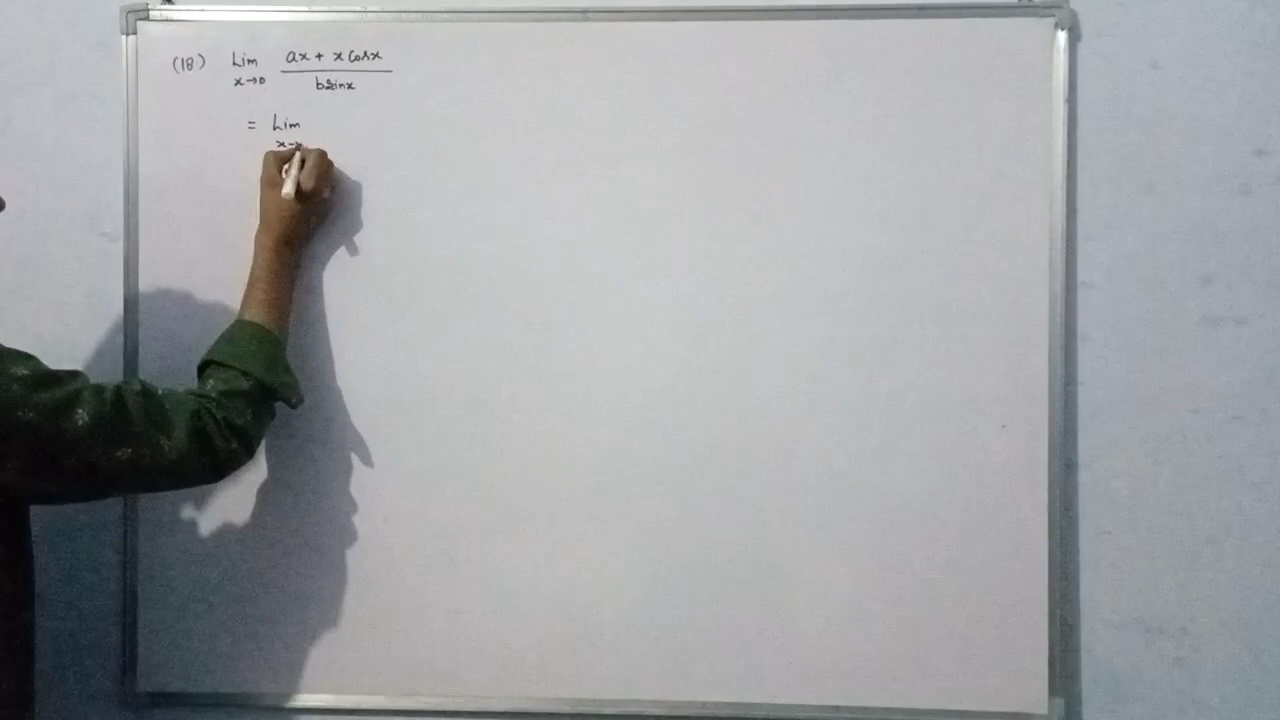 (18.) Lim ax + x Cosx
x→0 bsinx
= Lim
x→